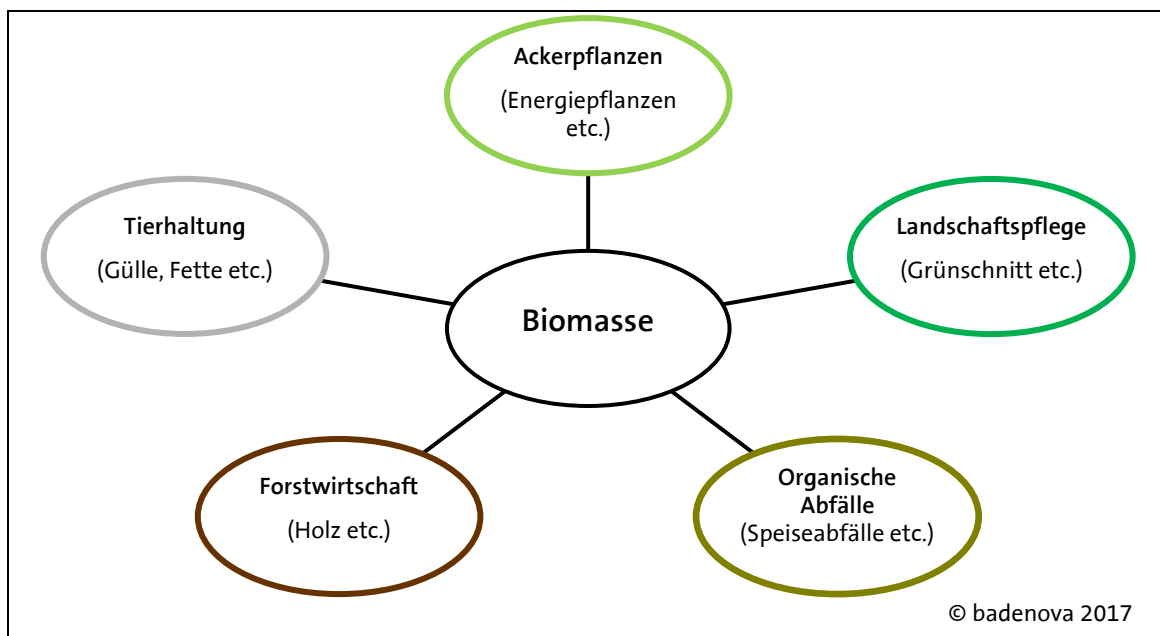 Ackerpflanzen
(Energiepflanzen
etc.)
Tierhaltung
(Gülle, Fette etc.)
Landschaftspflege
(Grünschnitt etc.)
Biomasse
Forstwirtschaft
(Holz etc.)
Organische
Abfälle
(Speiseabfälle etc.)
© badenova 2017